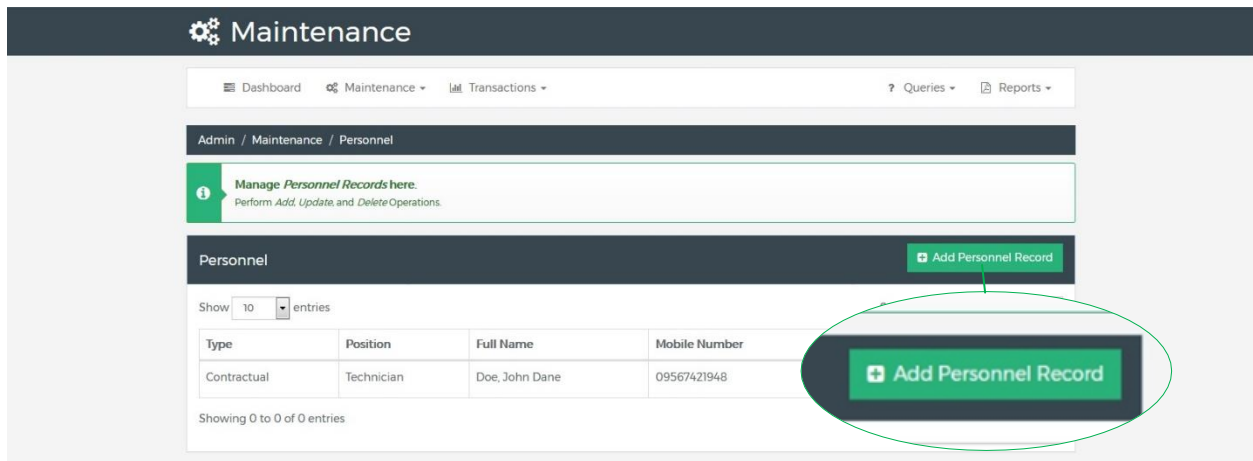 Maintenance
Dashboard Maintenance Transactions ? Queries Reports
Admin / Maintenance / Personnel
Manage Personnel Records here.
Perform Add, Update, and Delete Operations.
Personnel Add Personnel Record
Show 10 entries
Type Position Full Name Mobile Number
Contractual Technician Doe, John Dane 09567421948
Add Personnel Record
Showing 0 to 0 of 0 entries